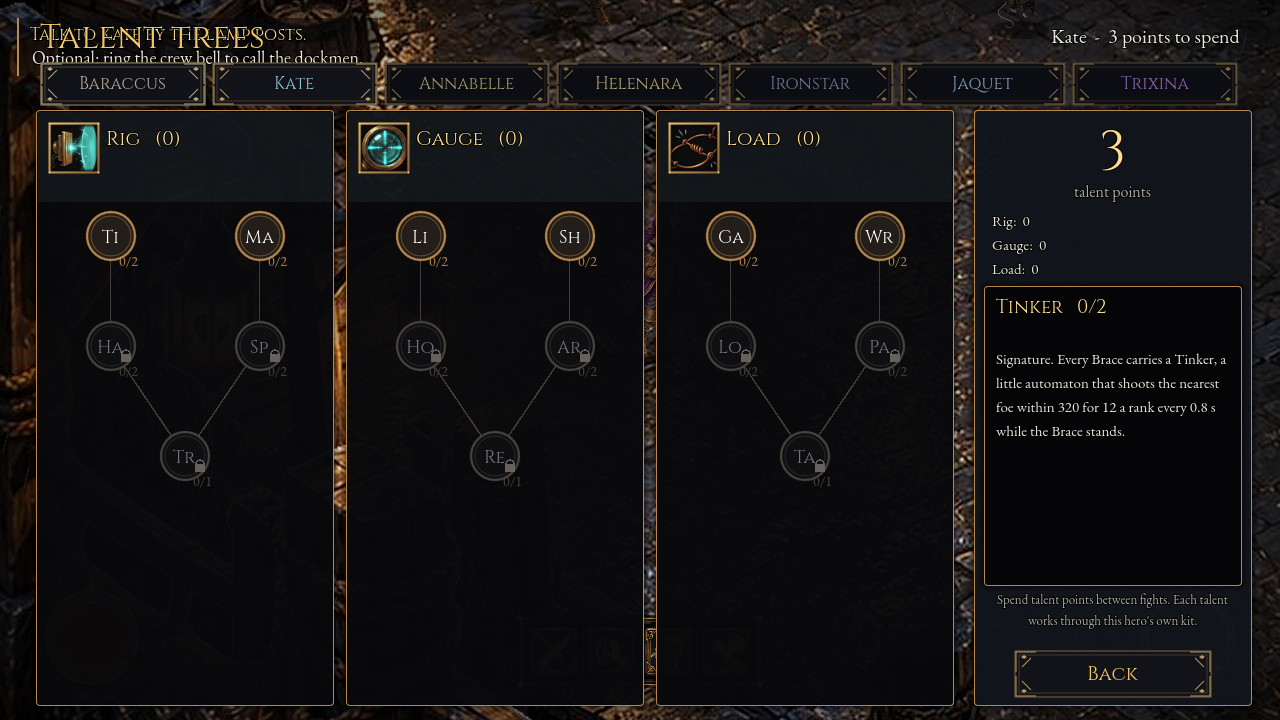 Talk to Kate by the lamp posts.
Talent Trees
Optional: ring the crew bell to call the dockmen.
Kate - 3 points to spend
Baraccus
Kate
Annabelle
Helenara
Ironstar
Jaquet
Trixina
Rig (0)
Ti
0/2
Ma
0/2
Ha
0/2
Sp
0/2
Tr
0/1
Gauge (0)
Li
0/2
Sh
0/2
Ho
0/2
Ar
0/2
Re
0/1
Load (0)
Ga
0/2
Wr
0/2
Lo
0/2
Pa
0/2
Ta
0/1
3
talent points
Rig: 0
Gauge: 0
Load: 0
Tinker 0/2
Signature. Every Brace carries a Tinker, a
little automaton that shoots the nearest
foe within 320 for 12 a rank every 0.8 s
while the Brace stands.
Spend talent points between fights. Each talent
works through this hero's own kit.
Back